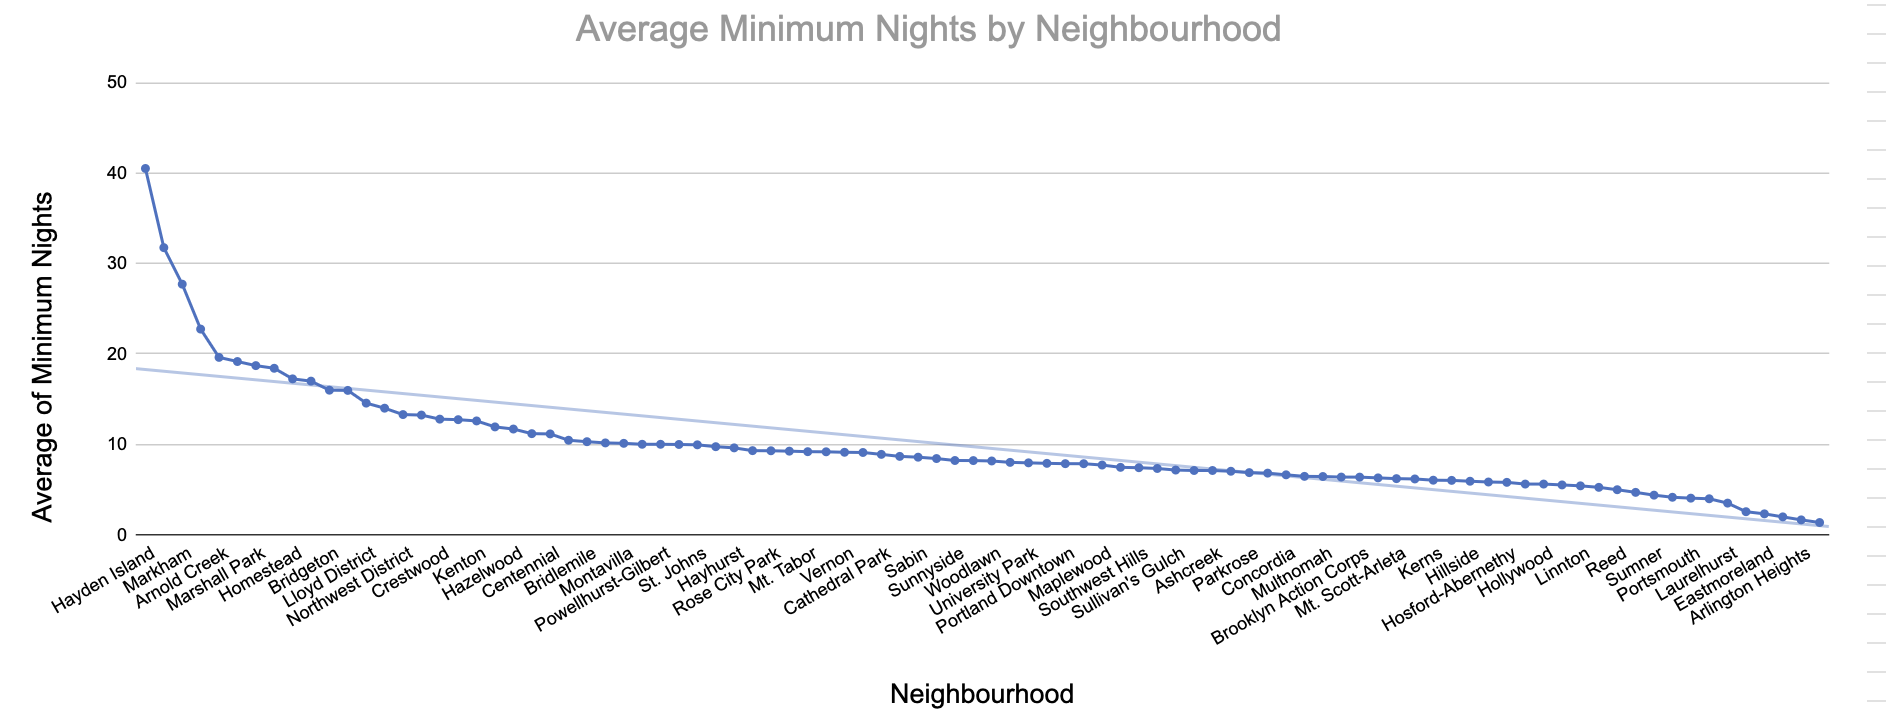 Average Minimum Nights by Neighbourhood
Average of Minimum Nights
50
40
30
20
10
0
Hayden Island
Markham
Arnold Creek
Marshall Park
Homestead
Bridgeton
Lloyd District
Northwest District
Crestwood
Kenton
Hazelwood
Centennial
Bridlemile
Montavilla
Powellhurst-Gilbert
St. Johns
Hayhurst
Rose City Park
Mt. Tabor
Vernon
Cathedral Park
Sabin
Sunnyside
Woodlawn
University Park
Portland Downtown
Maplewood
Southwest Hills
Sullivan's Gulch
Ashcreek
Parkrose
Concordia
Multnomah
Brooklyn Action Corps
Mt. Scott-Arleta
Kerns
Hillside
Hosford-Abernethy
Hollywood
Linnton
Reed
Sumner
Portsmouth
Laurelhurst
Eastmoreland
Arlington Heights
Neighbourhood